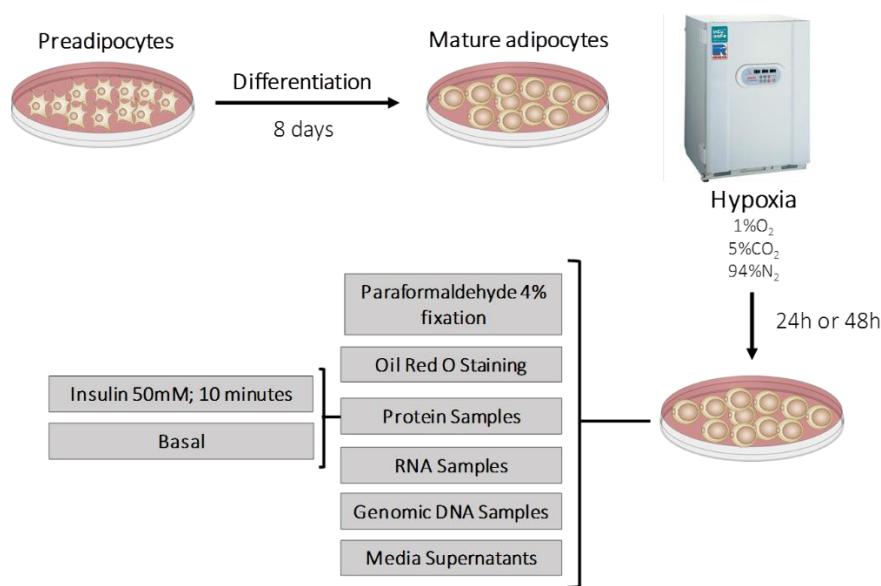 Preadipocytes
Differentiation
8 days
Mature adipocytes
Hypoxia
1%O₂
5%CO₂
94%N₂
24h or 48h
Paraformaldehyde 4%
fixation
Oil Red O Staining
Protein Samples
RNA Samples
Genomic DNA Samples
Media Supernatants
Insulin 50mM; 10 minutes
Basal